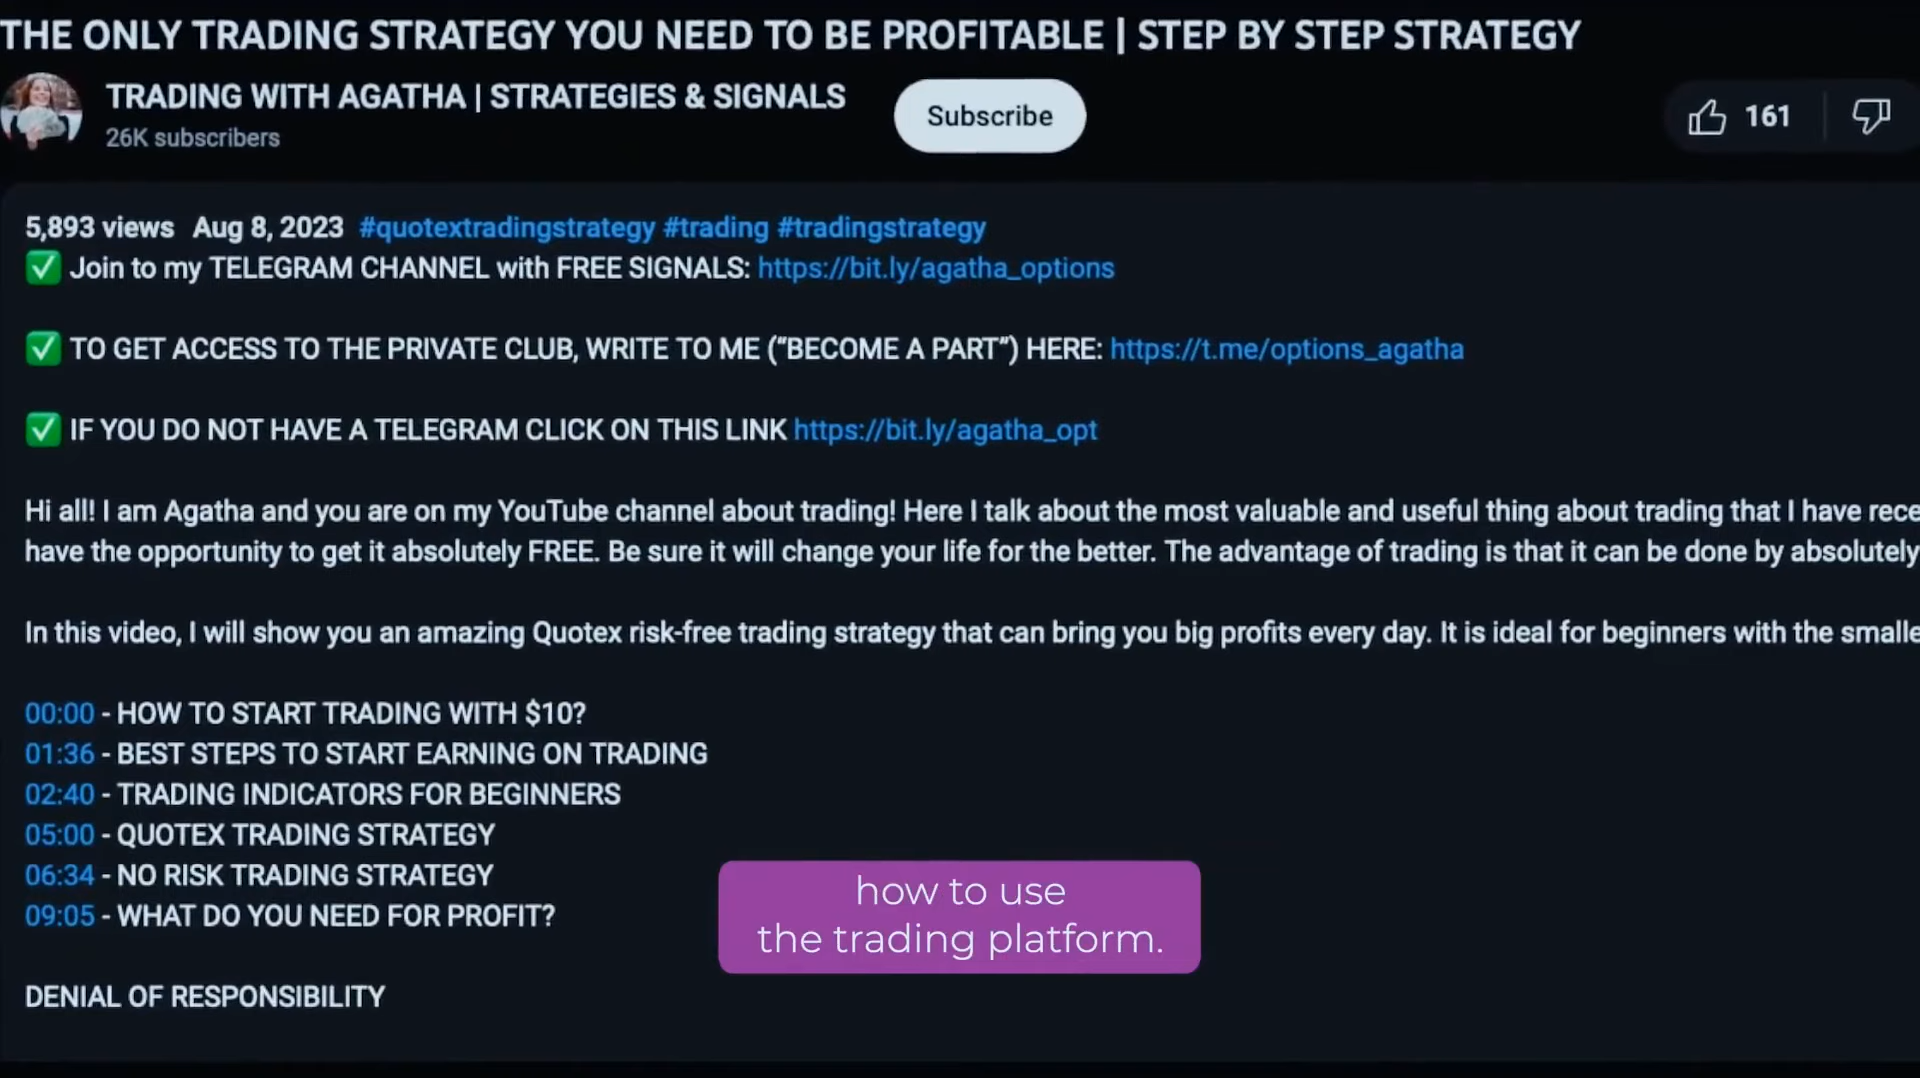 THE ONLY TRADING STRATEGY YOU NEED TO BE PROFITABLE | STEP BY STEP STRATEGY
TRADING WITH AGATHA | STRATEGIES & SIGNALS
26K subscribers
Subscribe
161
5,893 views Aug 8, 2023 #quotextradingstrategy #trading #tradingstrategy
✅ Join to my TELEGRAM CHANNEL with FREE SIGNALS: https://bit.ly/agatha_options
✅ TO GET ACCESS TO THE PRIVATE CLUB, WRITE TO ME (“BECOME A PART”) HERE: https://t.me/options_agatha
✅ IF YOU DO NOT HAVE A TELEGRAM CLICK ON THIS LINK https://bit.ly/agatha_opt
Hi all! I am Agatha and you are on my YouTube channel about trading! Here I talk about the most valuable and useful thing about trading that I have rece
have the opportunity to get it absolutely FREE. Be sure it will change your life for the better. The advantage of trading is that it can be done by absolutely
In this video, I will show you an amazing Quotex risk-free trading strategy that can bring you big profits every day. It is ideal for beginners with the smalle
00:00 - HOW TO START TRADING WITH $10?
01:36 - BEST STEPS TO START EARNING ON TRADING
02:40 - TRADING INDICATORS FOR BEGINNERS
05:00 - QUOTEX TRADING STRATEGY
06:34 - NO RISK TRADING STRATEGY
09:05 - WHAT DO YOU NEED FOR PROFIT?
how to use
the trading platform.
DENIAL OF RESPONSIBILITY